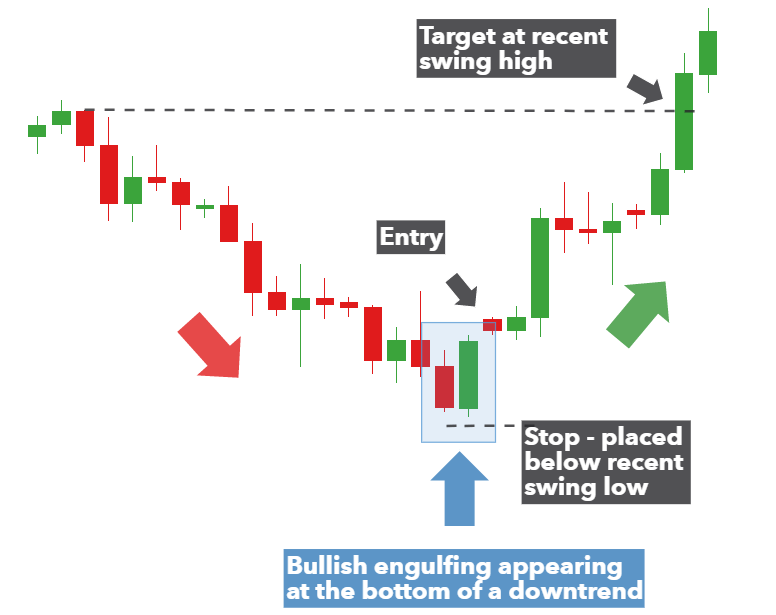 Target at recent
swing high
Entry
Stop - placed
below recent
swing low
Bullish engulfing appearing
at the bottom of a downtrend